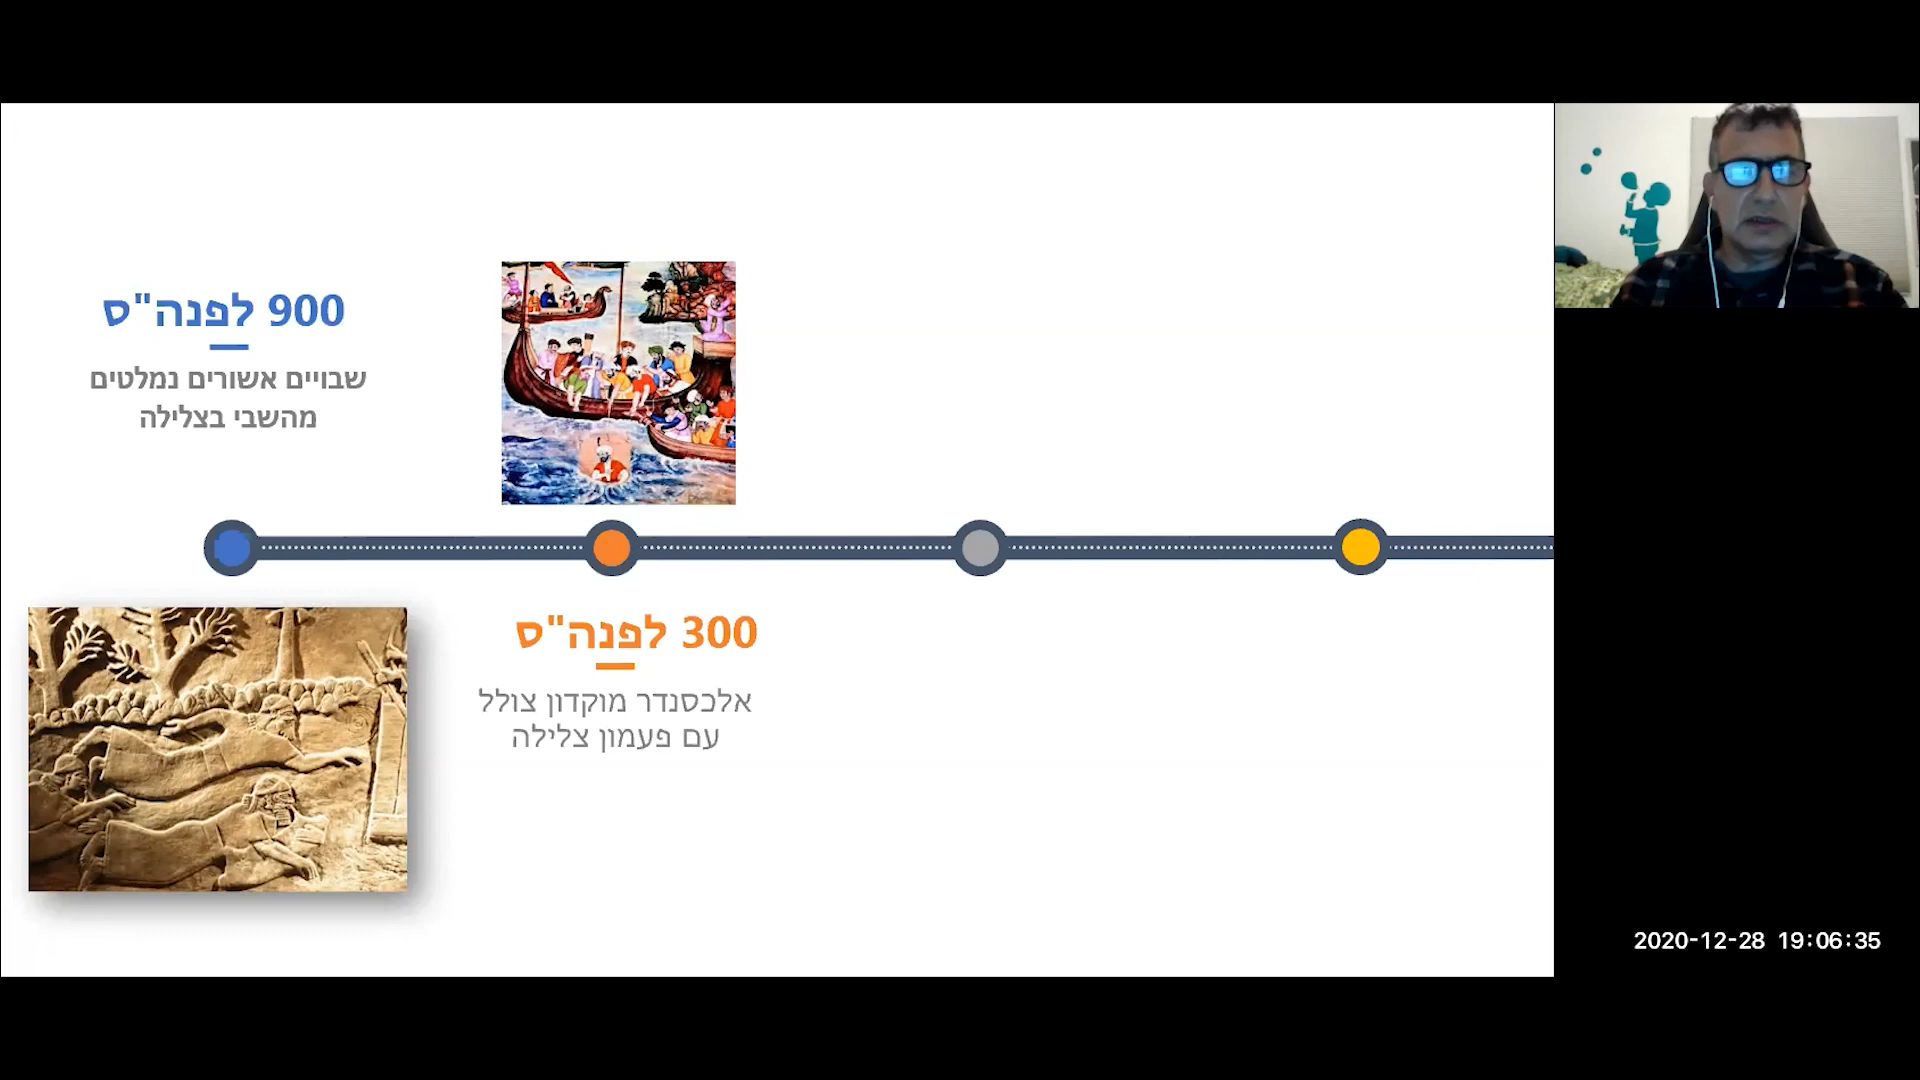 900 לפנה"ס
שבויים אשורים נמלטים
מהשבי בצלילה
300 לפנה"ס
אלכסנדר מוקדון צולל
עם פעמון צלילה
2020-12-28 19:06:35